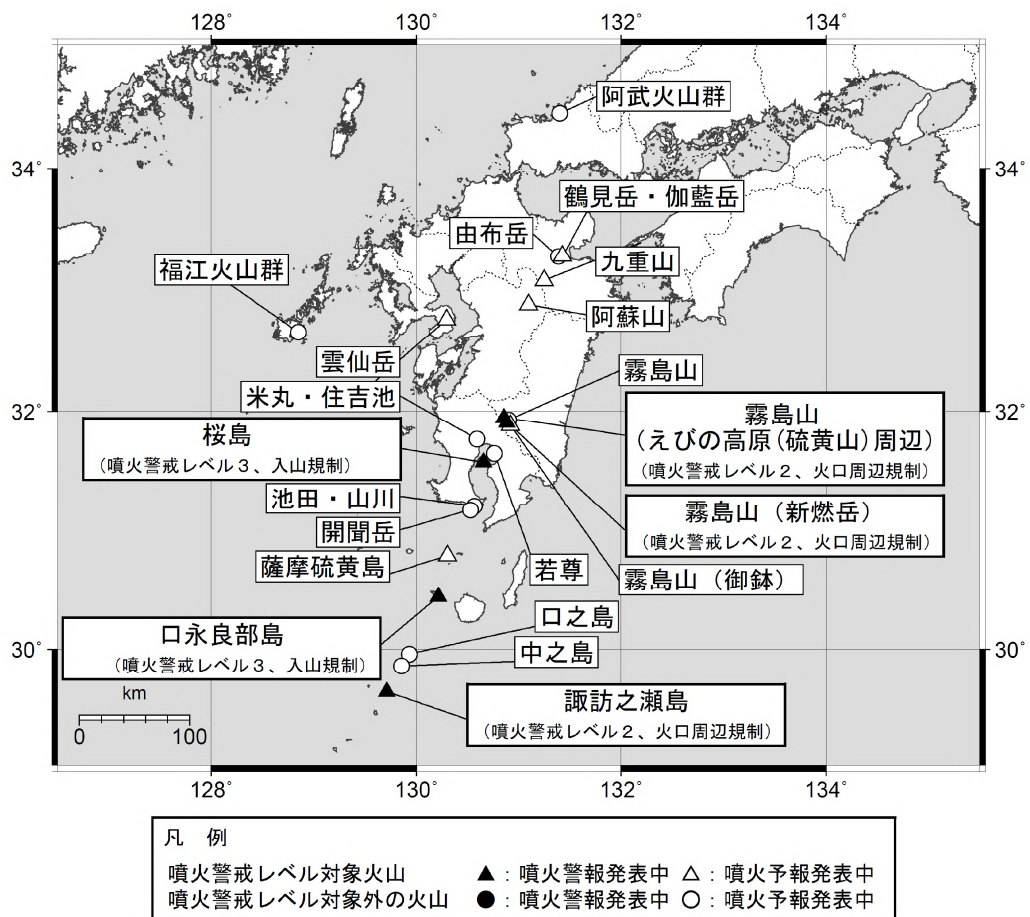 128° 130° 132° 134°
阿武火山群
34° 34°
鶴見岳・伽藍岳
由布岳
九重山
福江火山群
阿蘇山
雲仙岳
霧島山
米丸・住吉池
32° 32°
霧島山
(えびの高原(硫黄山)周辺)
(噴火警戒レベル2、火口周辺規制)
桜島
(噴火警戒レベル3、入山規制)
池田・山川
霧島山(新燃岳)
(噴火警戒レベル2、火口周辺規制)
開聞岳
薩摩硫黄島
若尊
霧島山(御鉢)
口之島
口永良部島
(噴火警戒レベル3、入山規制)
30° 30°
中之島
諏訪之瀬島
(噴火警戒レベル2、火口周辺規制)
km
0 100
128° 130° 132° 134°
凡 例
噴火警戒レベル対象火山 ▲:噴火警報発表中 △:噴火予報発表中
噴火警戒レベル対象外の火山 ●:噴火警報発表中 ○:噴火予報発表中